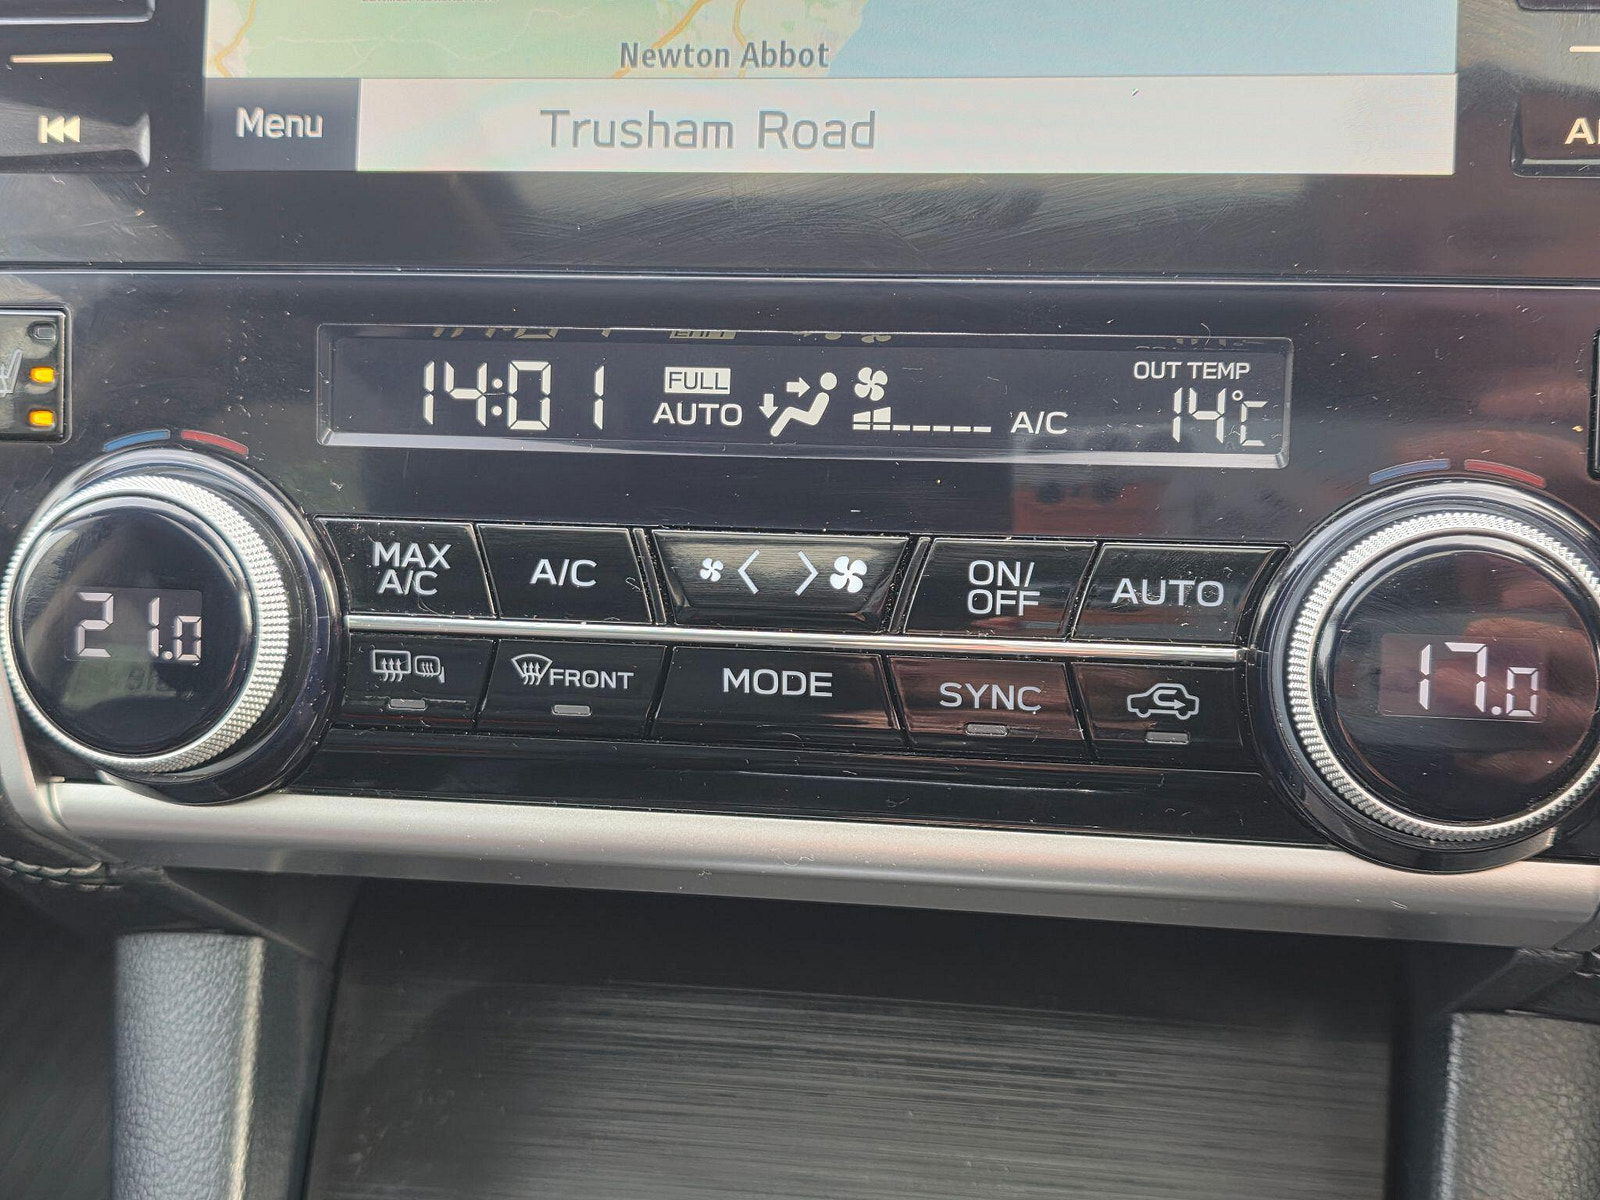 Newton Abbot
Menu
Trusham Road
14:01
FULL
AUTO
A/C
OUT TEMP
14°C
21.0
MAX
A/C
A/C
ON/
OFF
AUTO
FRONT
MODE
SYNC
17.0